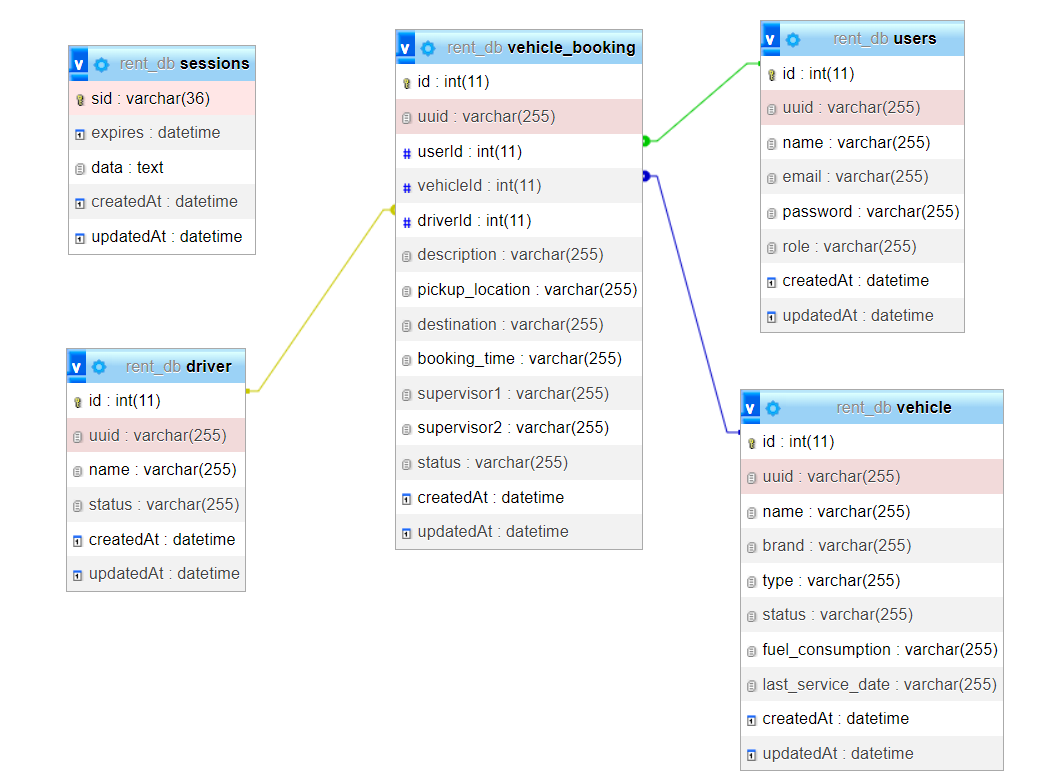 rent_db sessions
sid : varchar(36)
expires : datetime
data : text
createdAt : datetime
updatedAt : datetime
rent_db driver
id : int(11)
uuid : varchar(255)
name : varchar(255)
status : varchar(255)
createdAt : datetime
updatedAt : datetime
rent_db vehicle_booking
id : int(11)
uuid : varchar(255)
userId : int(11)
vehicleId : int(11)
driverId : int(11)
description : varchar(255)
pickup_location : varchar(255)
destination : varchar(255)
booking_time : varchar(255)
supervisor1 : varchar(255)
supervisor2 : varchar(255)
status : varchar(255)
createdAt : datetime
updatedAt : datetime
rent_db users
id : int(11)
uuid : varchar(255)
name : varchar(255)
email : varchar(255)
password : varchar(255)
role : varchar(255)
createdAt : datetime
updatedAt : datetime
rent_db vehicle
id : int(11)
uuid : varchar(255)
name : varchar(255)
brand : varchar(255)
type : varchar(255)
status : varchar(255)
fuel_consumption : varchar(255)
last_service_date : varchar(255)
createdAt : datetime
updatedAt : datetime